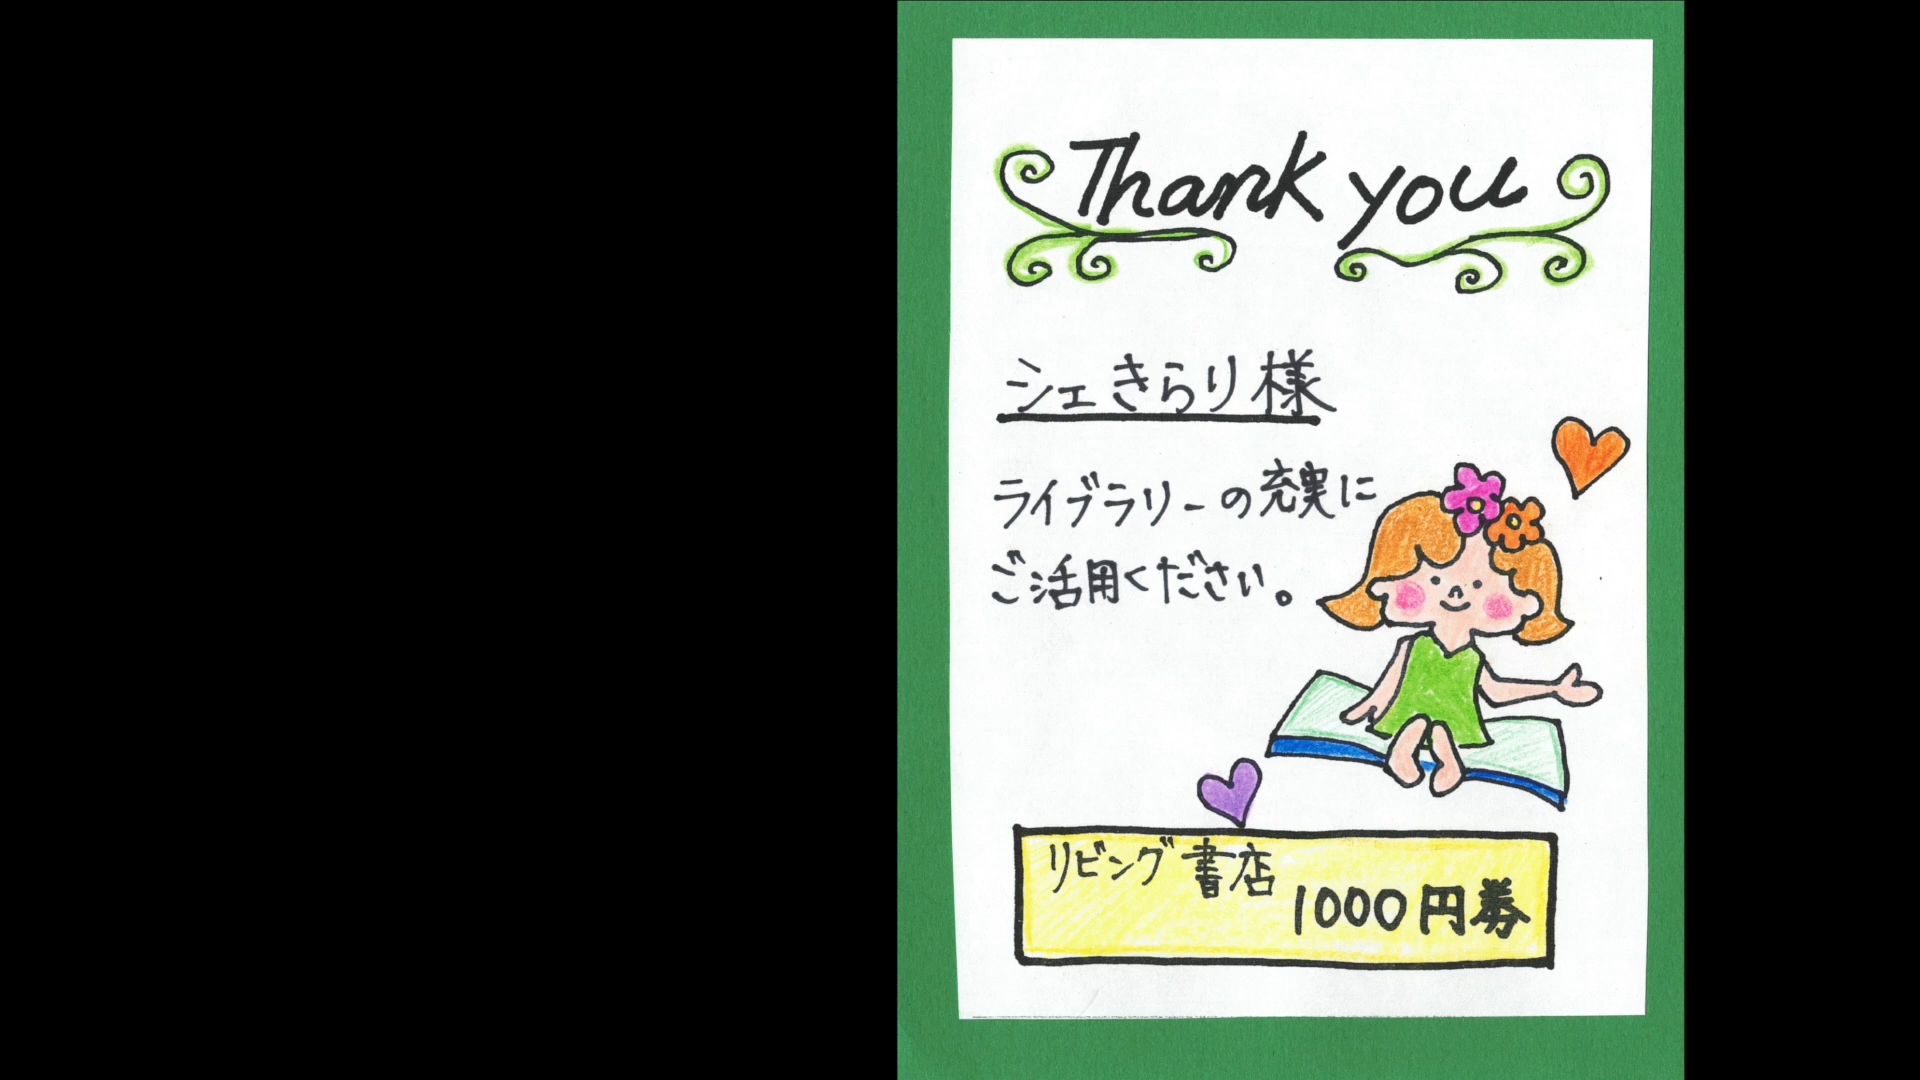 Thank you
シェきらり様
ライブラリーの充実に
ご活用ください。
リビング書店
1000円券